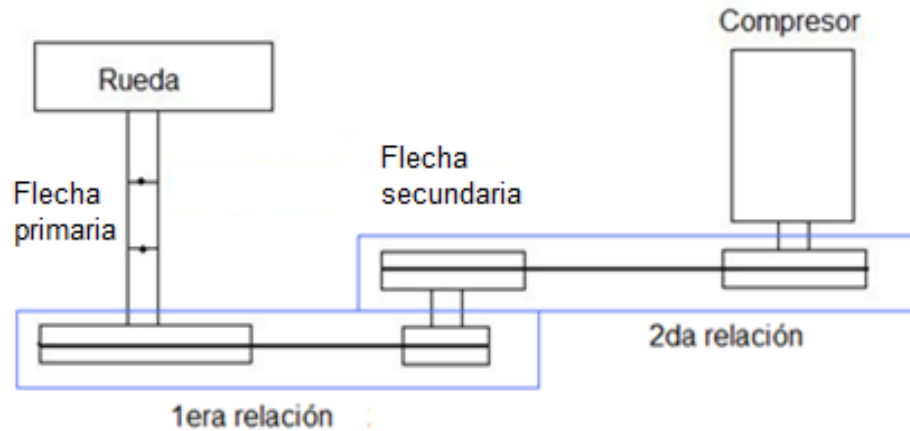 Compresor
Rueda
Flecha
secundaria
Flecha
primaria
2da relación
1era relación